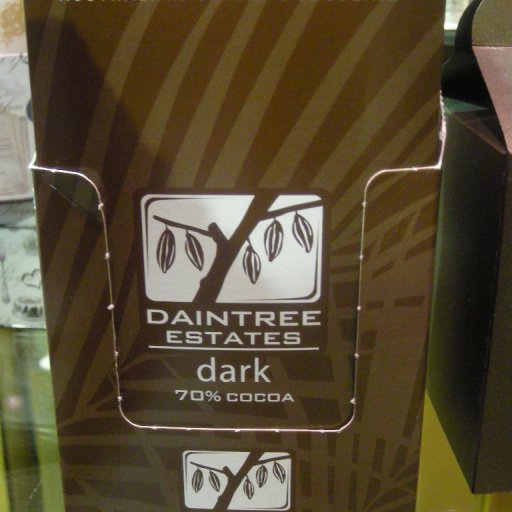 DAINTREE
ESTATES
dark
70% COCOA